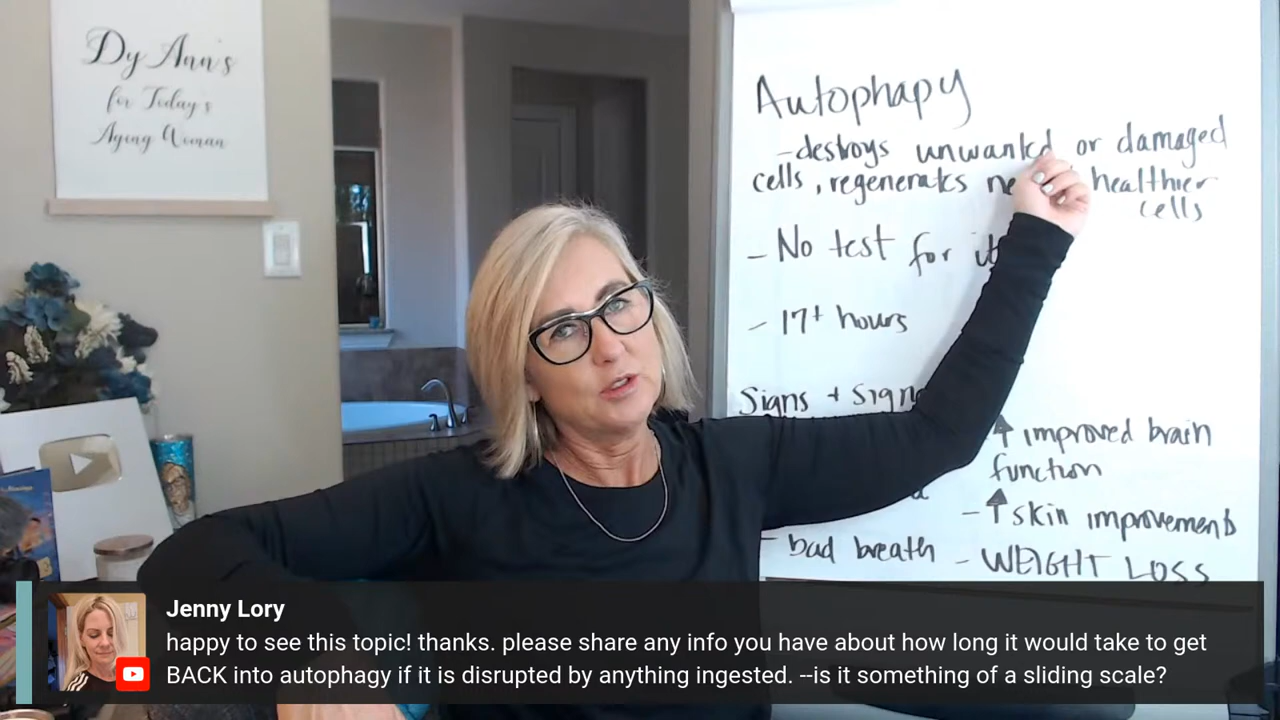 Dy Ann's
for Today's
Aging Woman
Autophapy
- destroys unwanted or damaged
cells, regenerates healthier
cells
- No test for it
- 17+ hours
Signs +
↑ improved brain
function
- ↑ skin improvements
- bad breath - WEIGHT LOSS
Jenny Lory
happy to see this topic! thanks. please share any info you have about how long it would take to get
BACK into autophagy if it is disrupted by anything ingested. --is it something of a sliding scale?